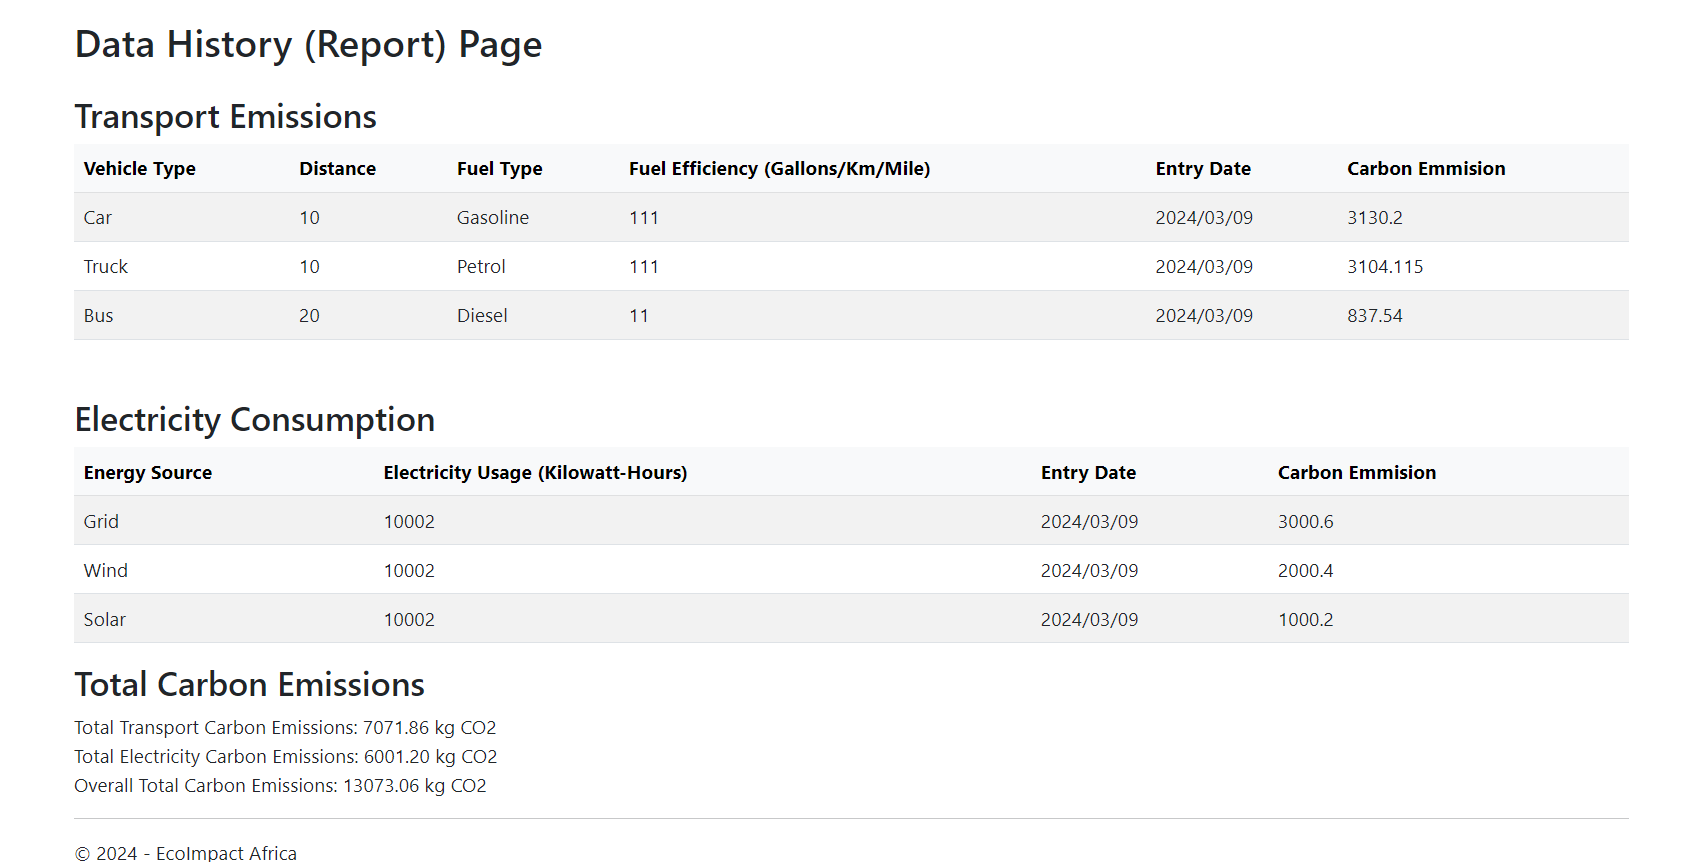 Data History (Report) Page
Transport Emissions
Vehicle Type Distance Fuel Type Fuel Efficiency (Gallons/Km/Mile) Entry Date Carbon Emmision
Car 10 Gasoline 111 2024/03/09 3130.2
Truck 10 Petrol 111 2024/03/09 3104.115
Bus 20 Diesel 11 2024/03/09 837.54
Electricity Consumption
Energy Source Electricity Usage (Kilowatt-Hours) Entry Date Carbon Emmision
Grid 10002 2024/03/09 3000.6
Wind 10002 2024/03/09 2000.4
Solar 10002 2024/03/09 1000.2
Total Carbon Emissions
Total Transport Carbon Emissions: 7071.86 kg CO2
Total Electricity Carbon Emissions: 6001.20 kg CO2
Overall Total Carbon Emissions: 13073.06 kg CO2
© 2024 - EcoImpact Africa